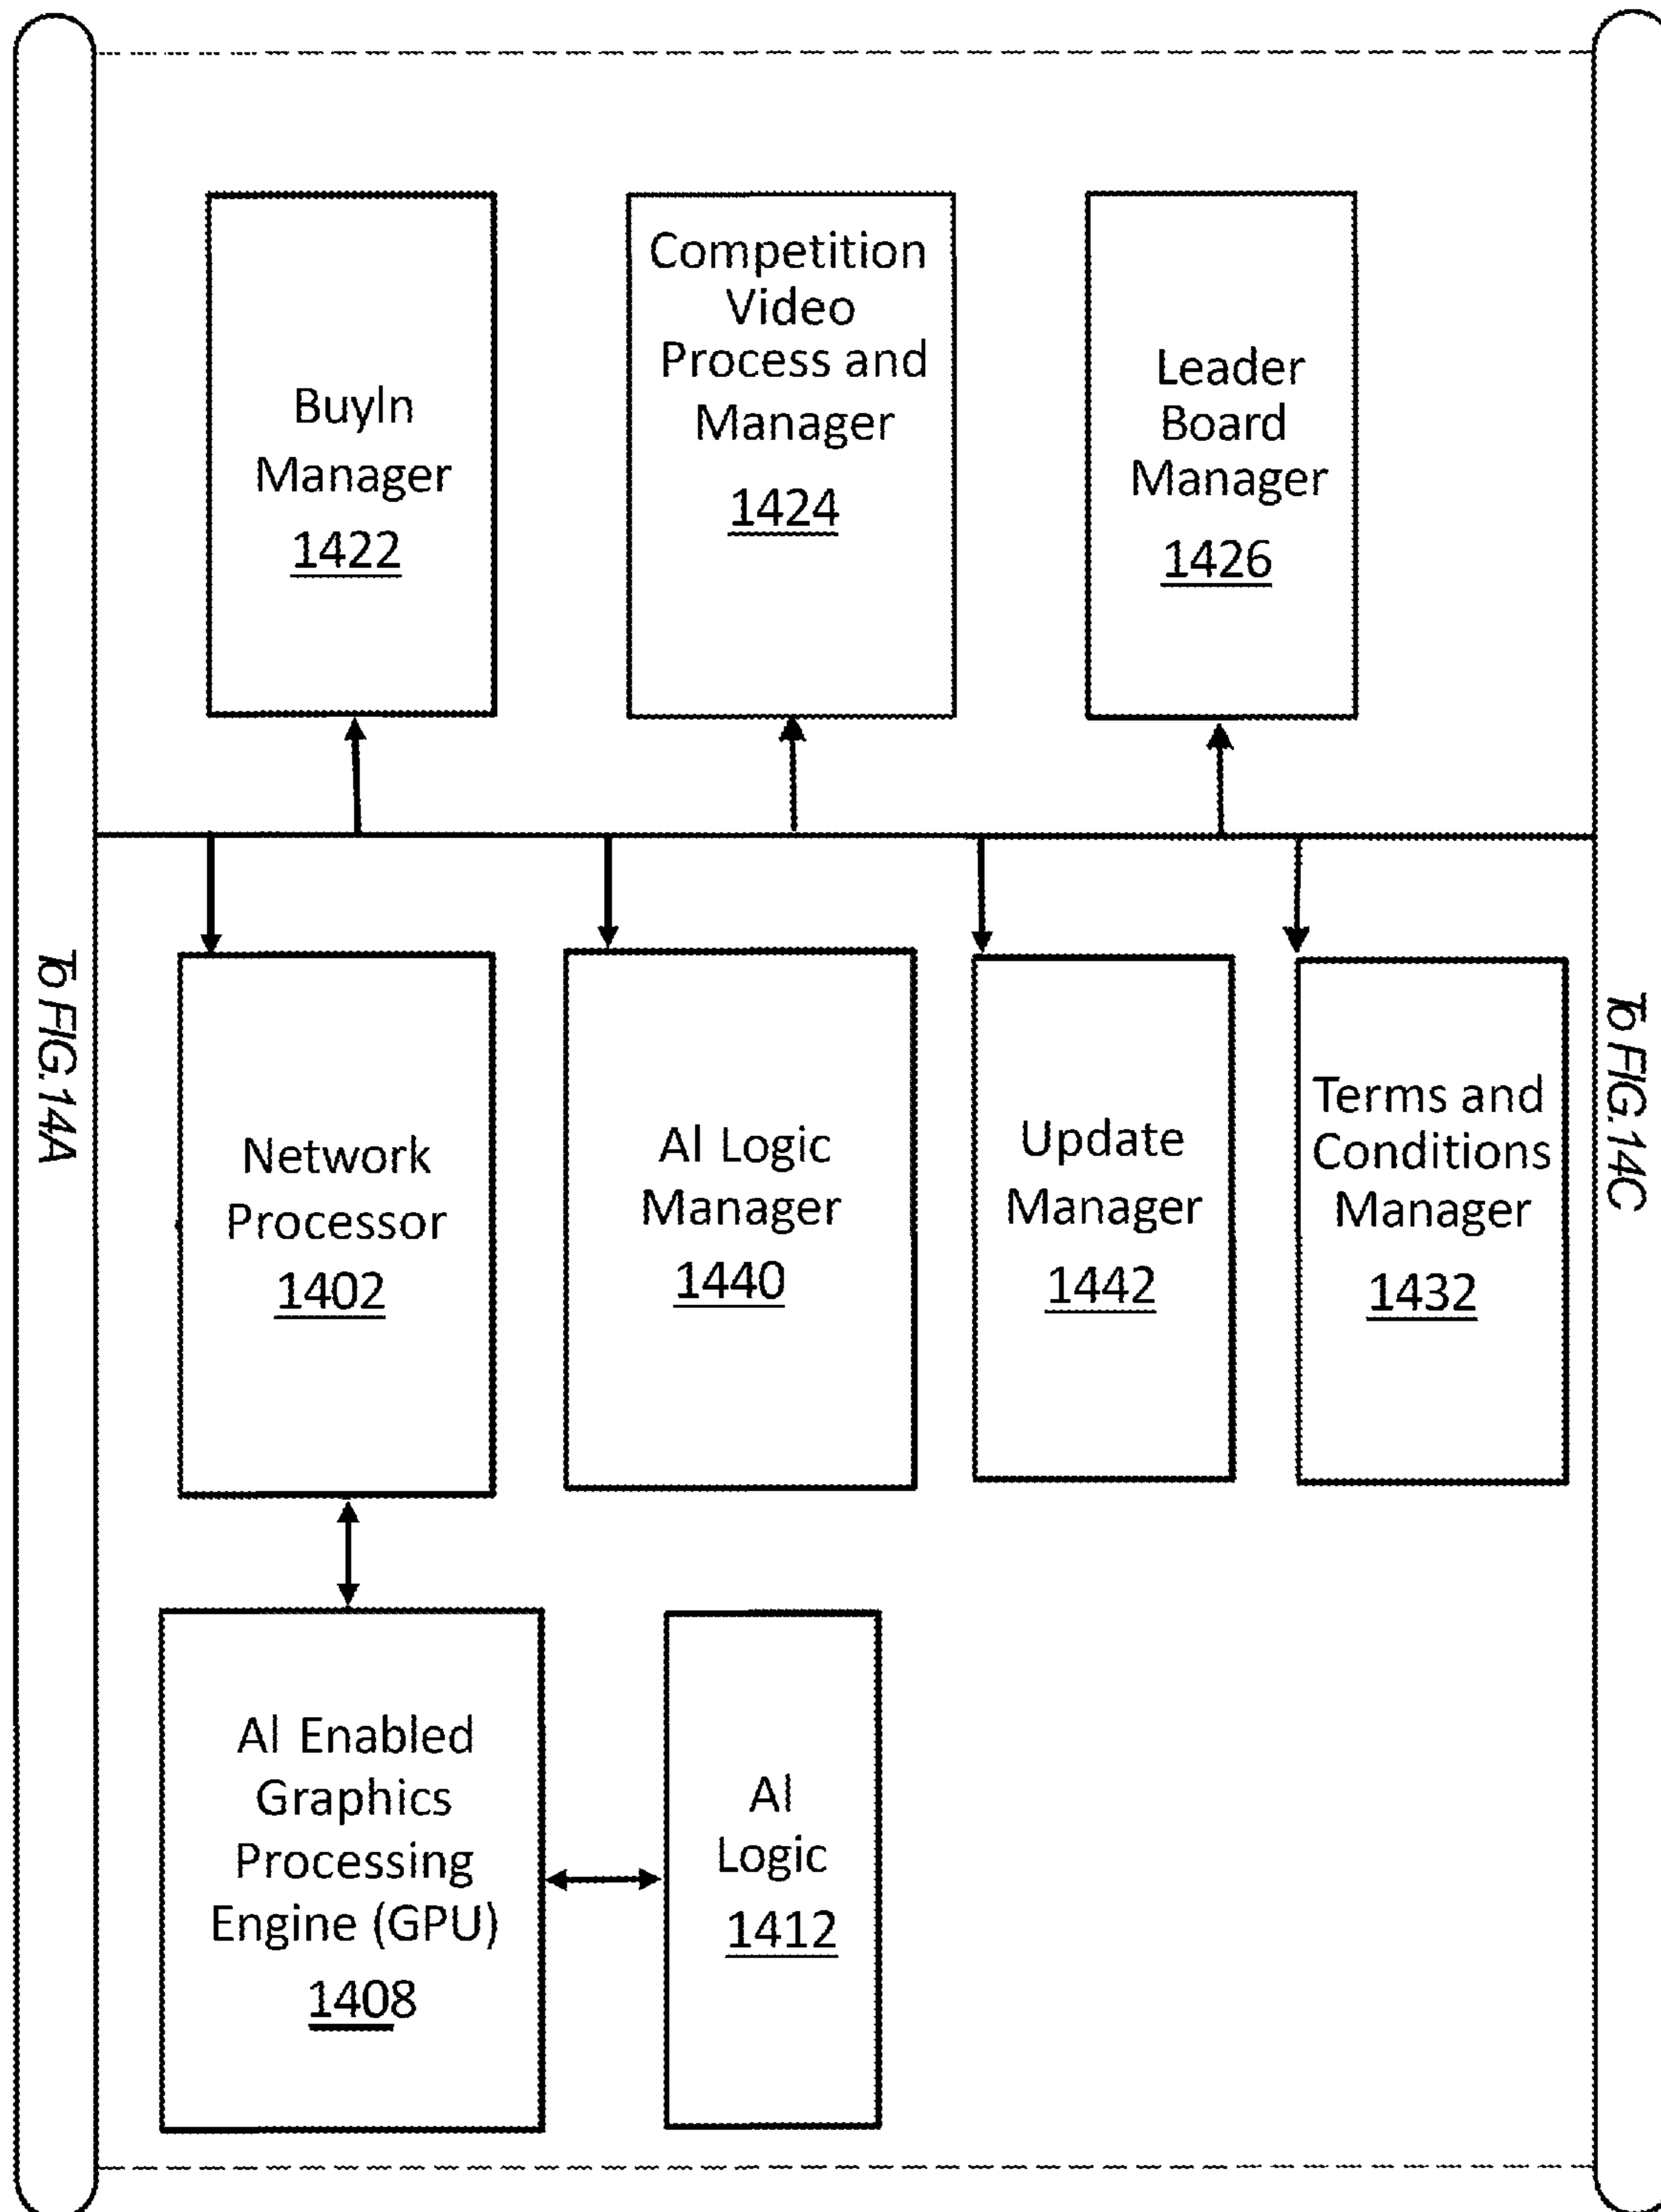 BuyIn
Manager
1422
Competition
Video
Process and
Manager
1424
Leader
Board
Manager
1426
To FIG.14A
Network
Processor
1402
AI Logic
Manager
1440
Update
Manager
1442
Terms and
Conditions
Manager
1432
To FIG.14C
AI Enabled
Graphics
Processing
Engine (GPU)
1408
AI
Logic
1412